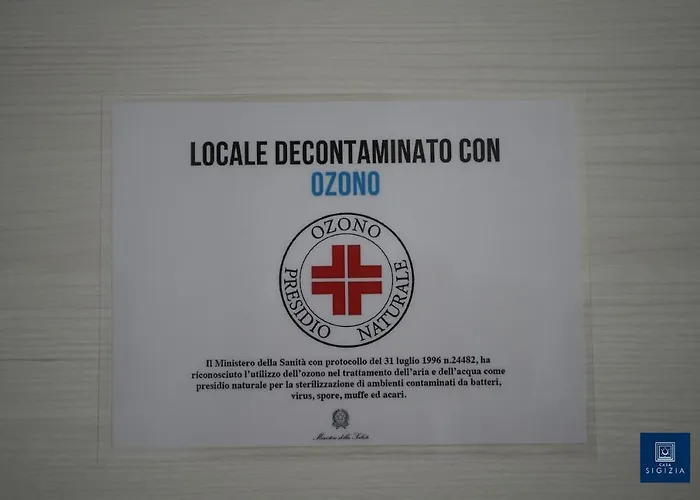 LOCALE DECONTAMINATO CON
OZONO
OZONO
PRESIDIO NATURALE
Il Ministero della Sanità con protocollo del 31 luglio 1996 n.24482, ha
riconosciuto l'utilizzo dell'ozono nel trattamento dell'aria e dell'acqua come
presidio naturale per la sterilizzazione di ambienti contaminati da batteri,
virus, spore, muffe ed acari.
Ministero della Salute
CASA
SIGIZIA